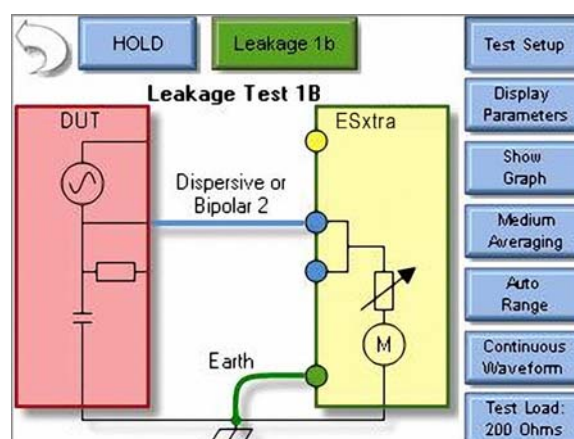 HOLD
Leakage 1b
Test Setup
Leakage Test 1B
DUT
ESxtra
Display
Parameters
Dispersive or
Bipolar 2
Show
Graph
Medium
Averaging
Auto
Range
M
Earth
Continuous
Waveform
Test Load:
200 Ohms